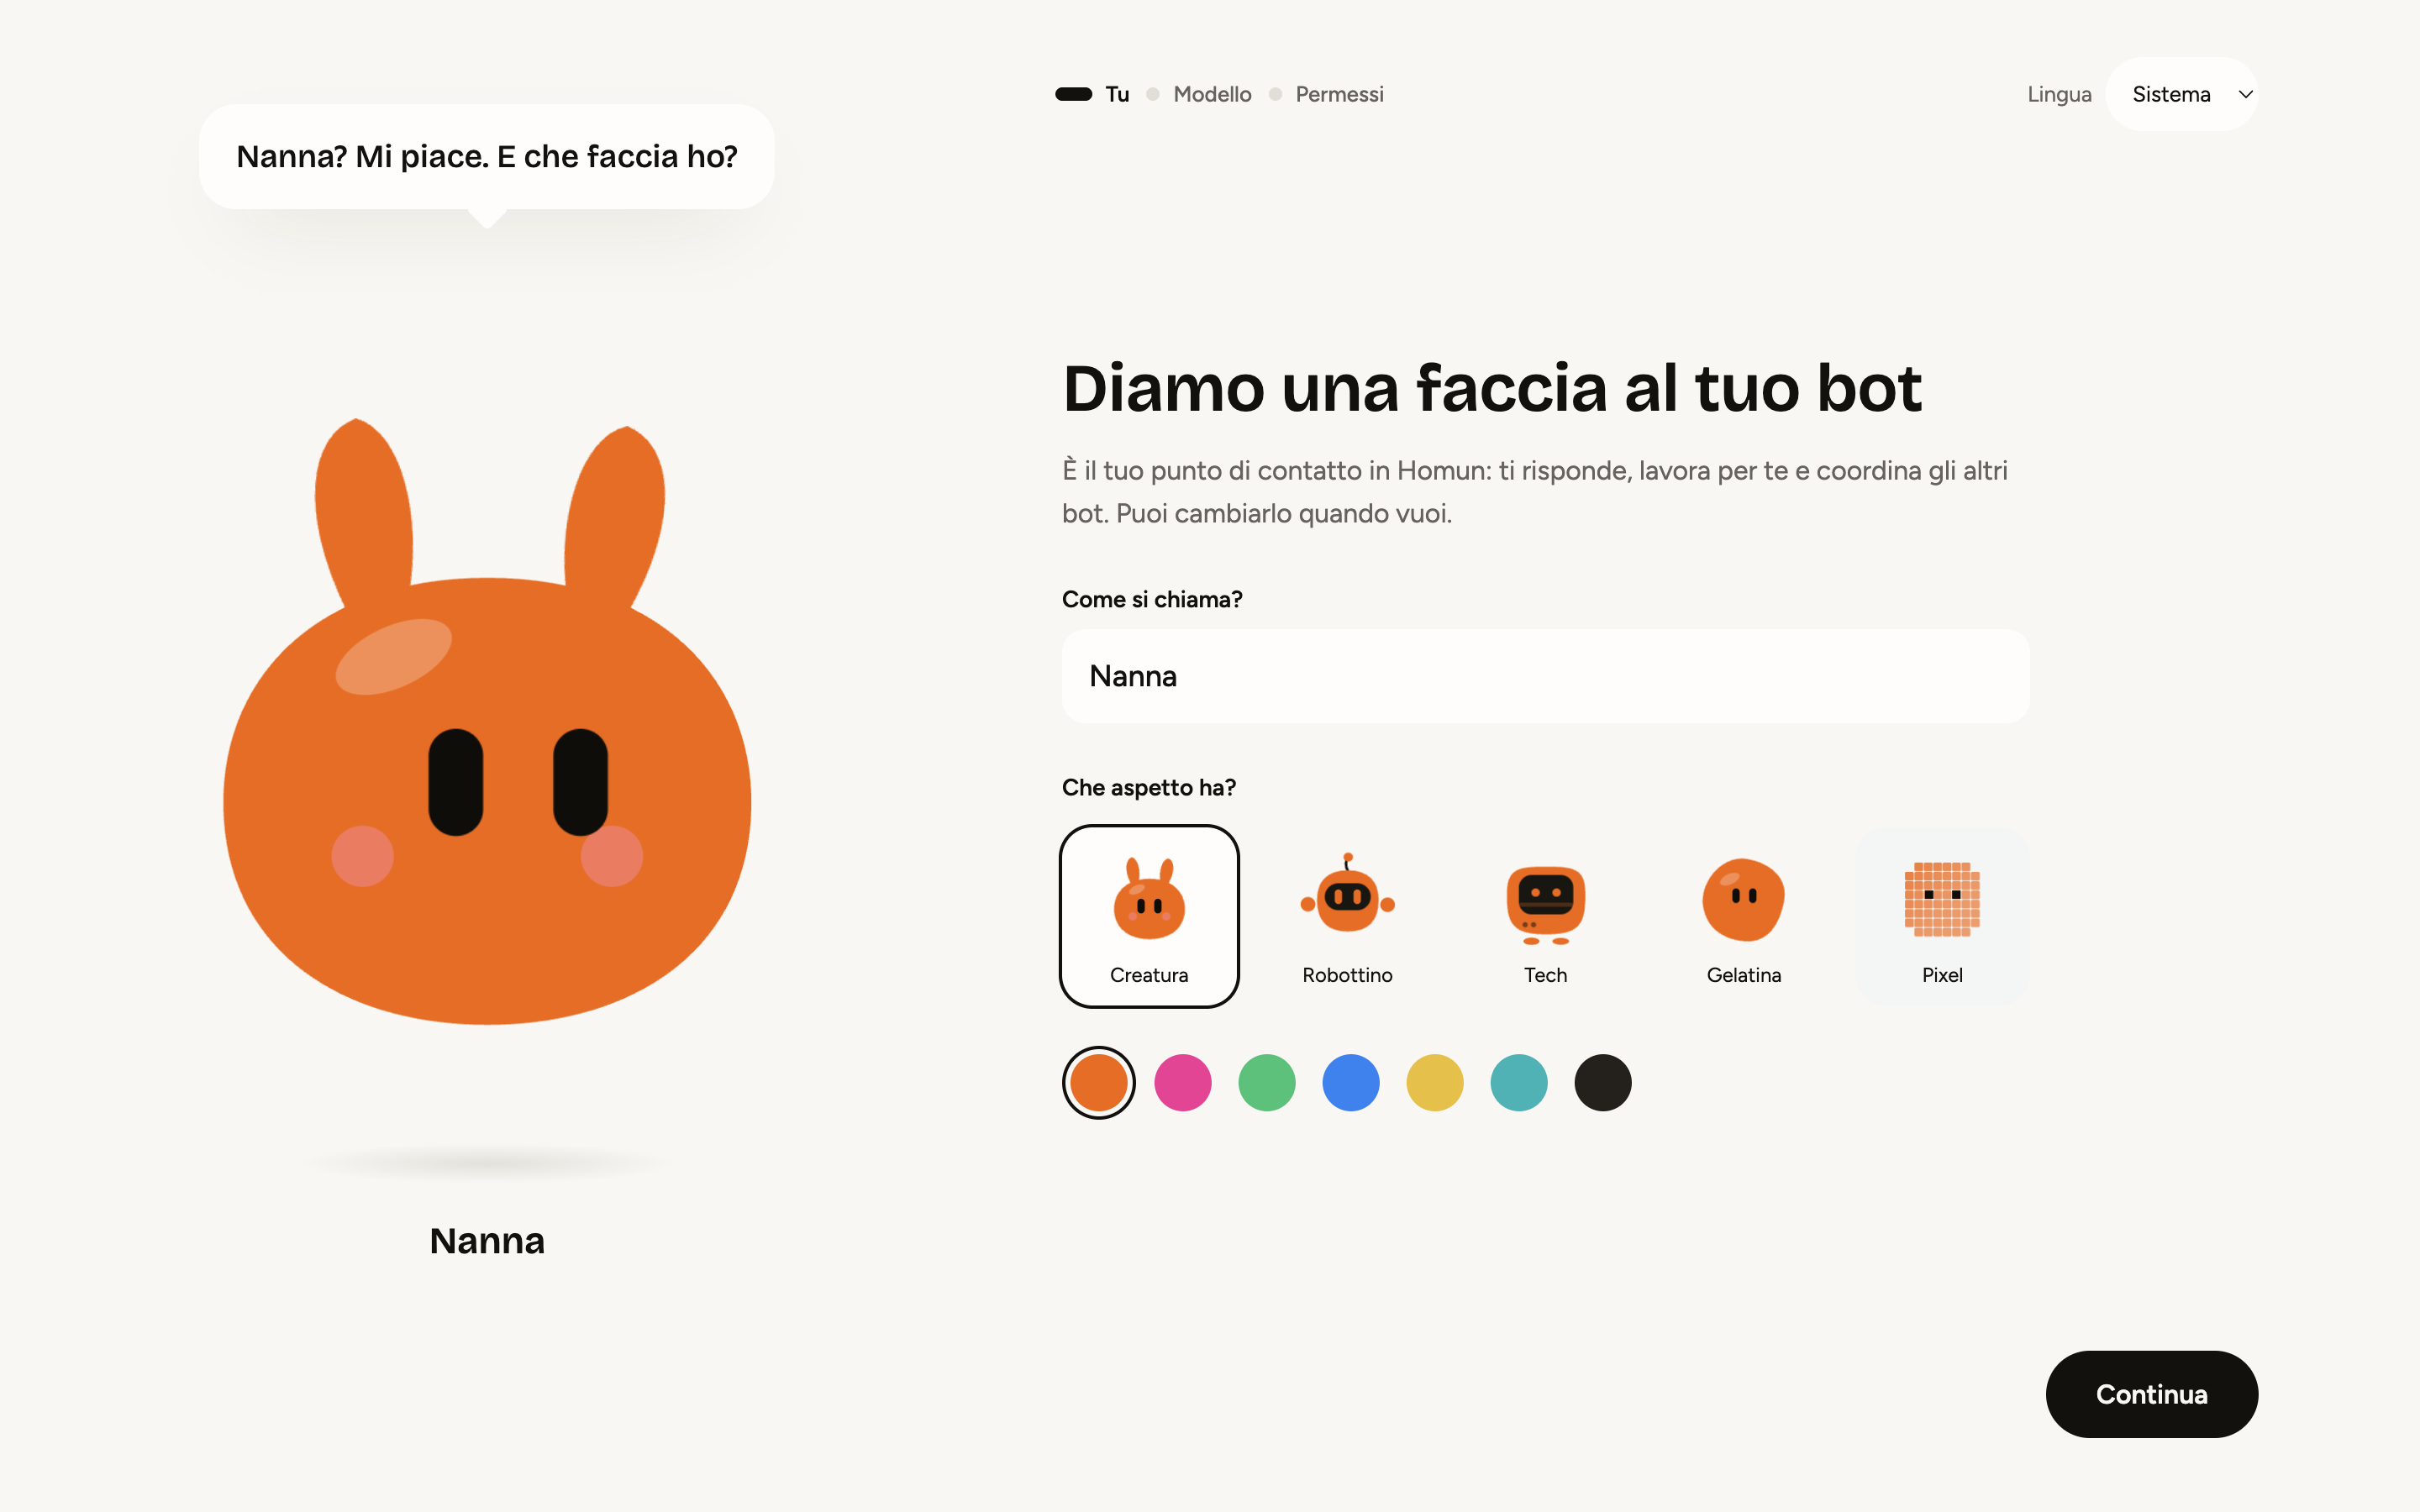 Nanna? Mi piace. E che faccia ho?
Nanna
Tu
Modello
Permessi
Lingua
Sistema
Diamo una faccia al tuo bot
È il tuo punto di contatto in Homun: ti risponde, lavora per te e coordina gli altri
bot. Puoi cambiarlo quando vuoi.
Come si chiama?
Nanna
Che aspetto ha?
Creatura
Robottino
Tech
Gelatina
Pixel
Continua